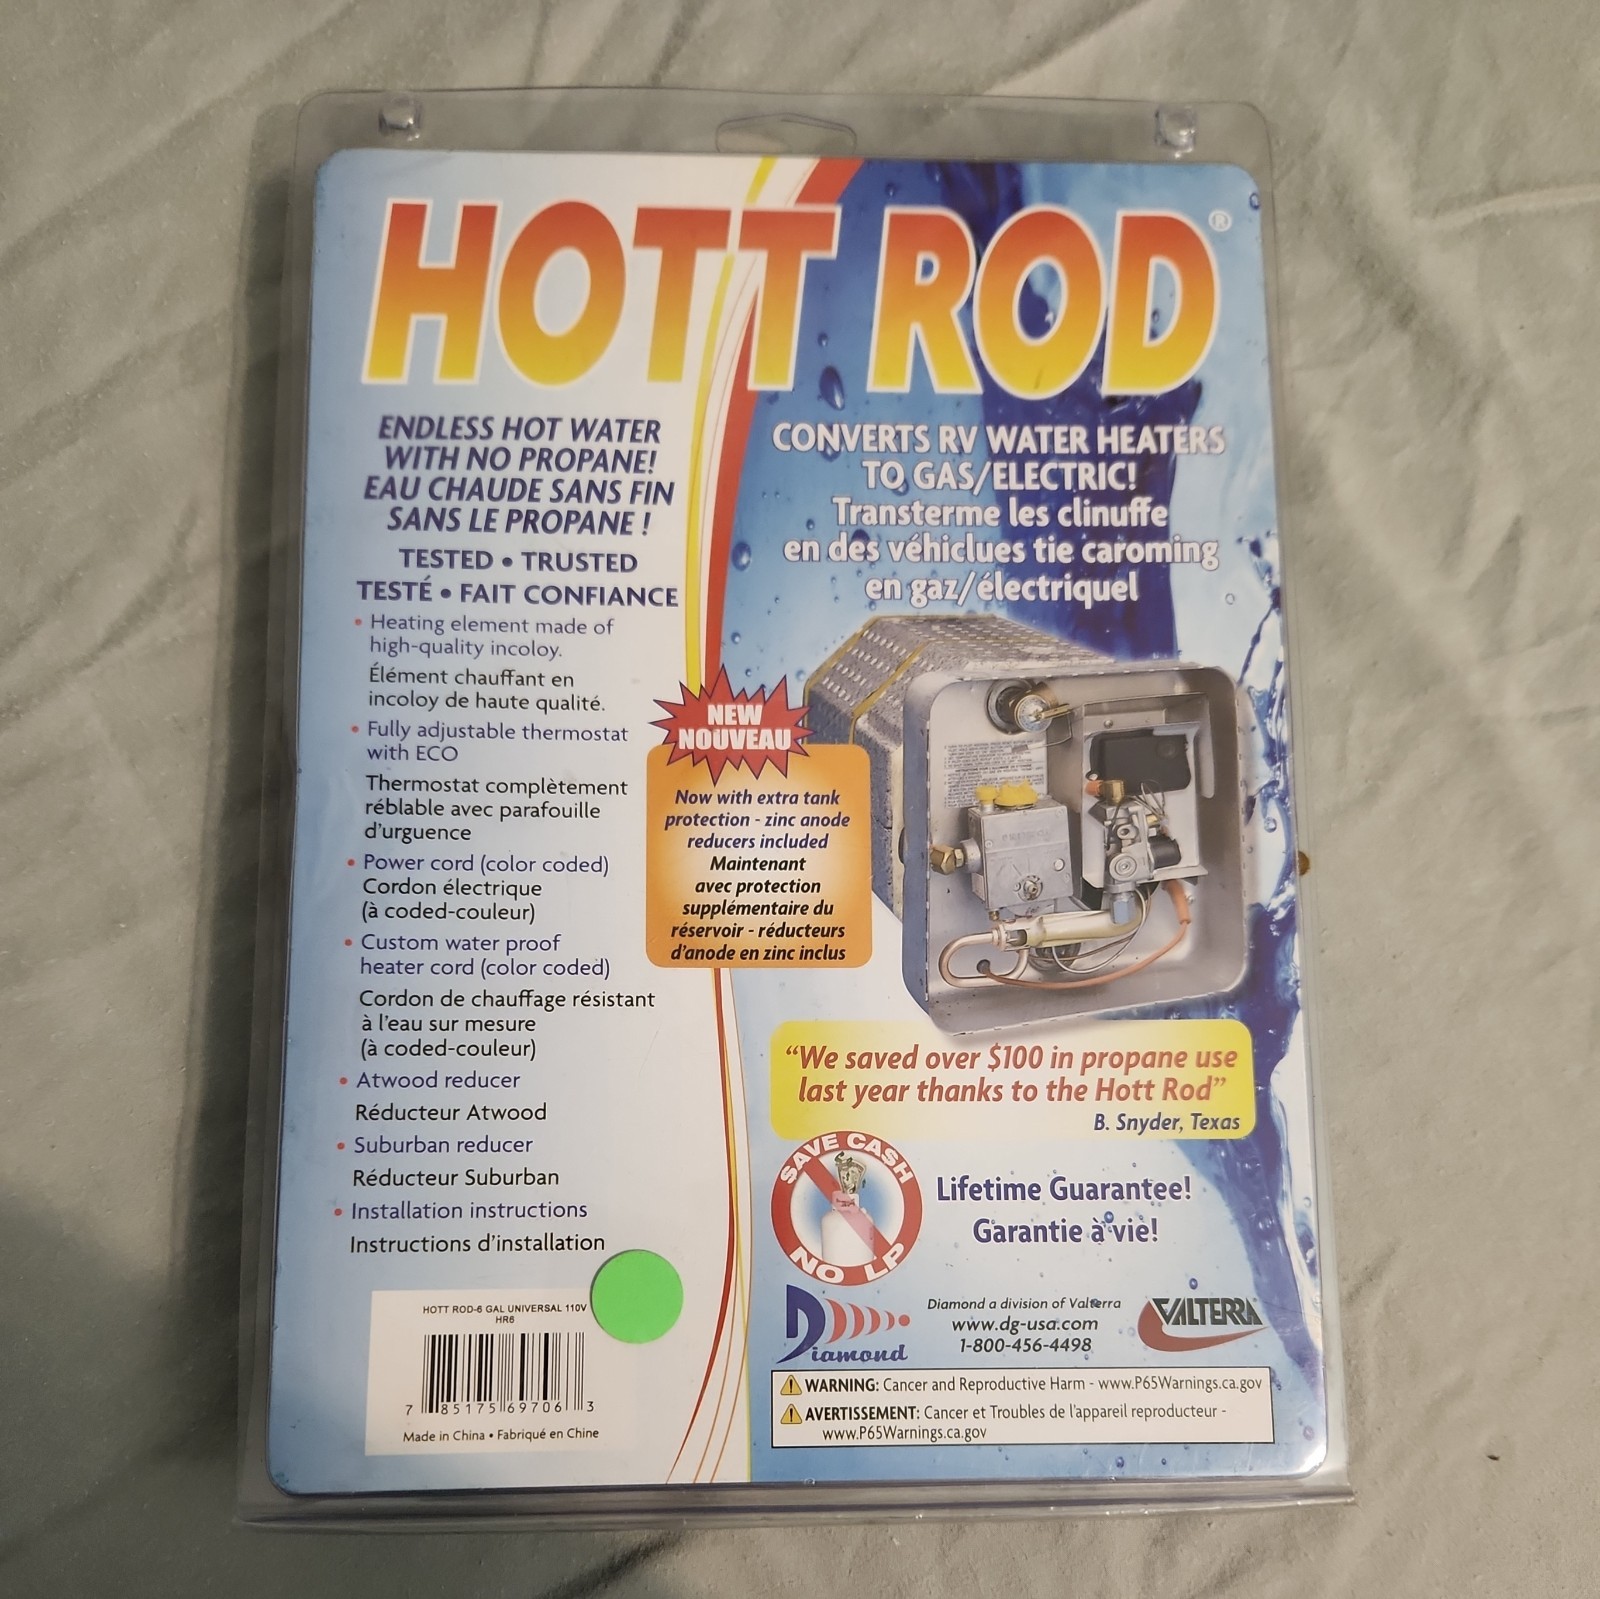 HOTT ROD®
ENDLESS HOT WATER
WITH NO PROPANE!
EAU CHAUDE SANS FIN
SANS LE PROPANE !
TESTED • TRUSTED
TESTÉ • FAIT CONFIANCE
• Heating element made of
high-quality incoloy.
Élément chauffant en
incoloy de haute qualité.
• Fully adjustable thermostat
with ECO
Thermostat complètement
réblable avec parafouille
d'urguence
• Power cord (color coded)
Cordon électrique
(à coded-couleur)
• Custom water proof
heater cord (color coded)
Cordon de chauffage résistant
à l'eau sur mesure
(à coded-couleur)
• Atwood reducer
Réducteur Atwood
• Suburban reducer
Réducteur Suburban
• Installation instructions
Instructions d'installation
HOTT ROD-6 GAL UNIVERSAL 110V
HR6
7 85175 69706 3
Made in China • Fabriqué en Chine
NEW
NOUVEAU
Now with extra tank
protection - zinc anode
reducers included
Maintenant
avec protection
supplémentaire du
réservoir - réducteurs
d'anode en zinc inclus
CONVERTS RV WATER HEATERS
TO GAS/ELECTRIC!
Transterme les clinuffe
en des véhiclues tie caroming
en gaz/électriquel
"We saved over $100 in propane use
last year thanks to the Hott Rod"
B. Snyder, Texas
SAVE CASH
NO LP
Lifetime Guarantee!
Garantie à vie!
Diamond
Diamond a division of Valterra
www.dg-usa.com
1-800-456-4498
VALTERRA
WARNING: Cancer and Reproductive Harm - www.P65Warnings.ca.gov
AVERTISSEMENT: Cancer et Troubles de l'appareil reproducteur -
www.P65Warnings.ca.gov